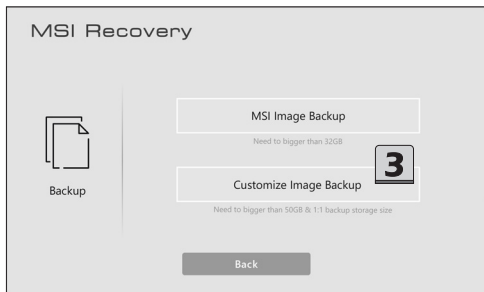 MSI Recovery
MSI Image Backup
Need to bigger than 32GB
3
Backup
Customize Image Backup
Need to bigger than 50GB & 1:1 backup storage size
Back